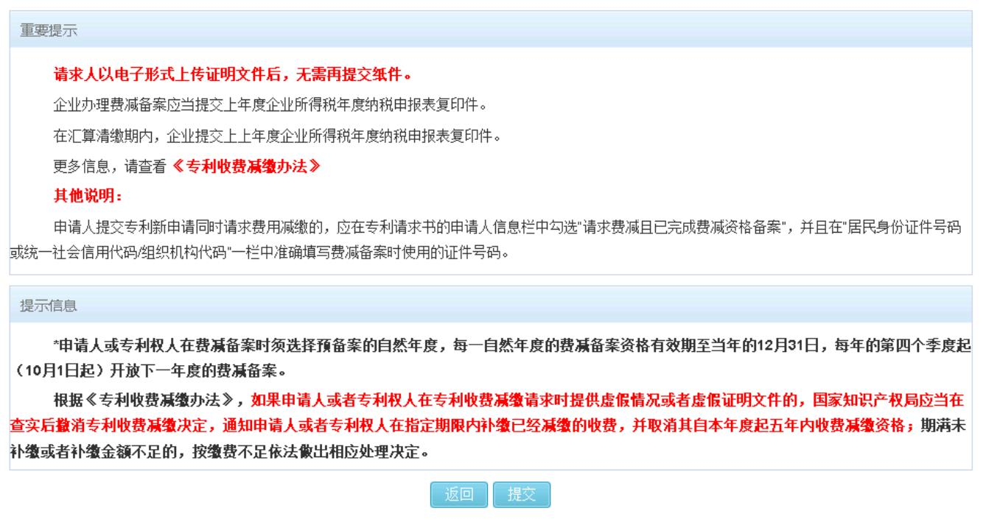 重要提示
请求人以电子形式上传证明文件后，无需再提交纸件。
企业办理费减备案应当提交上年度企业所得税年度纳税申报表复印件。
在汇算清缴期内，企业提交上上年度企业所得税年度纳税申报表复印件。
更多信息，请查看《专利收费减缴办法》
其他说明：
申请人提交专利新申请同时请求费用减缴的，应在专利请求书的申请人信息栏中勾选"请求费减且已完成费减资格备案"，并且在"居民身份证件号码
或统一社会信用代码/组织机构代码"一栏中准确填写费减备案时使用的证件号码。
提示信息
*申请人或专利权人在费减备案时须选择预备案的自然年度，每一自然年度的费减备案资格有效期至当年的12月31日，每年的第四个季度起
（10月1日起）开放下一年度的费减备案。
根据《专利收费减缴办法》，如果申请人或者专利权人在专利收费减缴请求时提供虚假情况或者虚假证明文件的，国家知识产权局应当在
查实后撤消专利收费减缴决定，通知申请人或者专利权人在指定期限内补缴已经减缴的收费，并取消其自本年度起五年内收费减缴资格；期满未
补缴或者补缴金额不足的，按缴费不足依法做出相应处理决定。
返回 提交